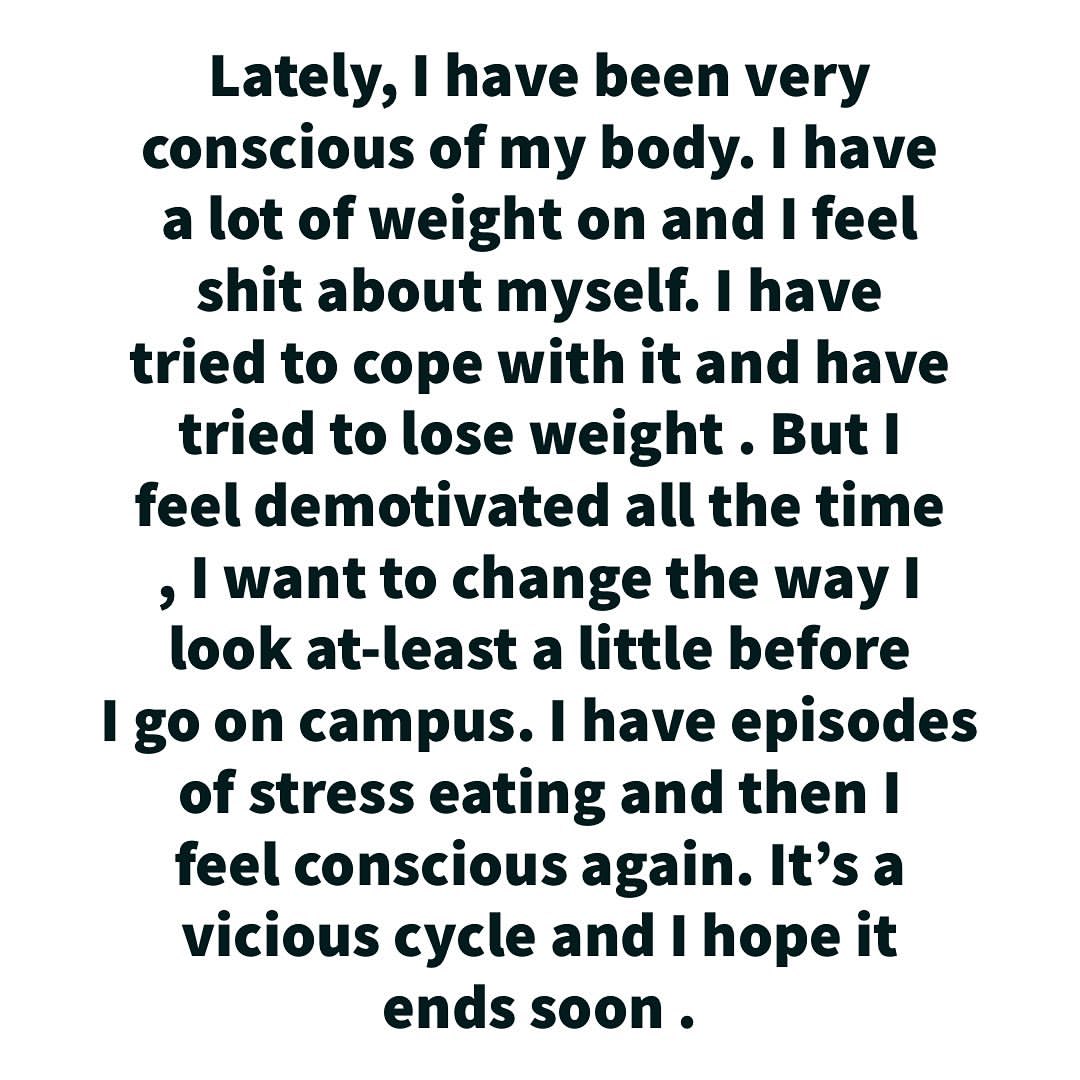 Lately, I have been very
conscious of my body. I have
a lot of weight on and I feel
shit about myself. I have
tried to cope with it and have
tried to lose weight . But I
feel demotivated all the time
, I want to change the way I
look at-least a little before
I go on campus. I have episodes
of stress eating and then I
feel conscious again. It’s a
vicious cycle and I hope it
ends soon .